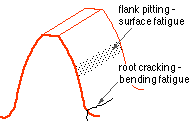 flank pitting -
surface fatigue
root cracking -
bending fatigue